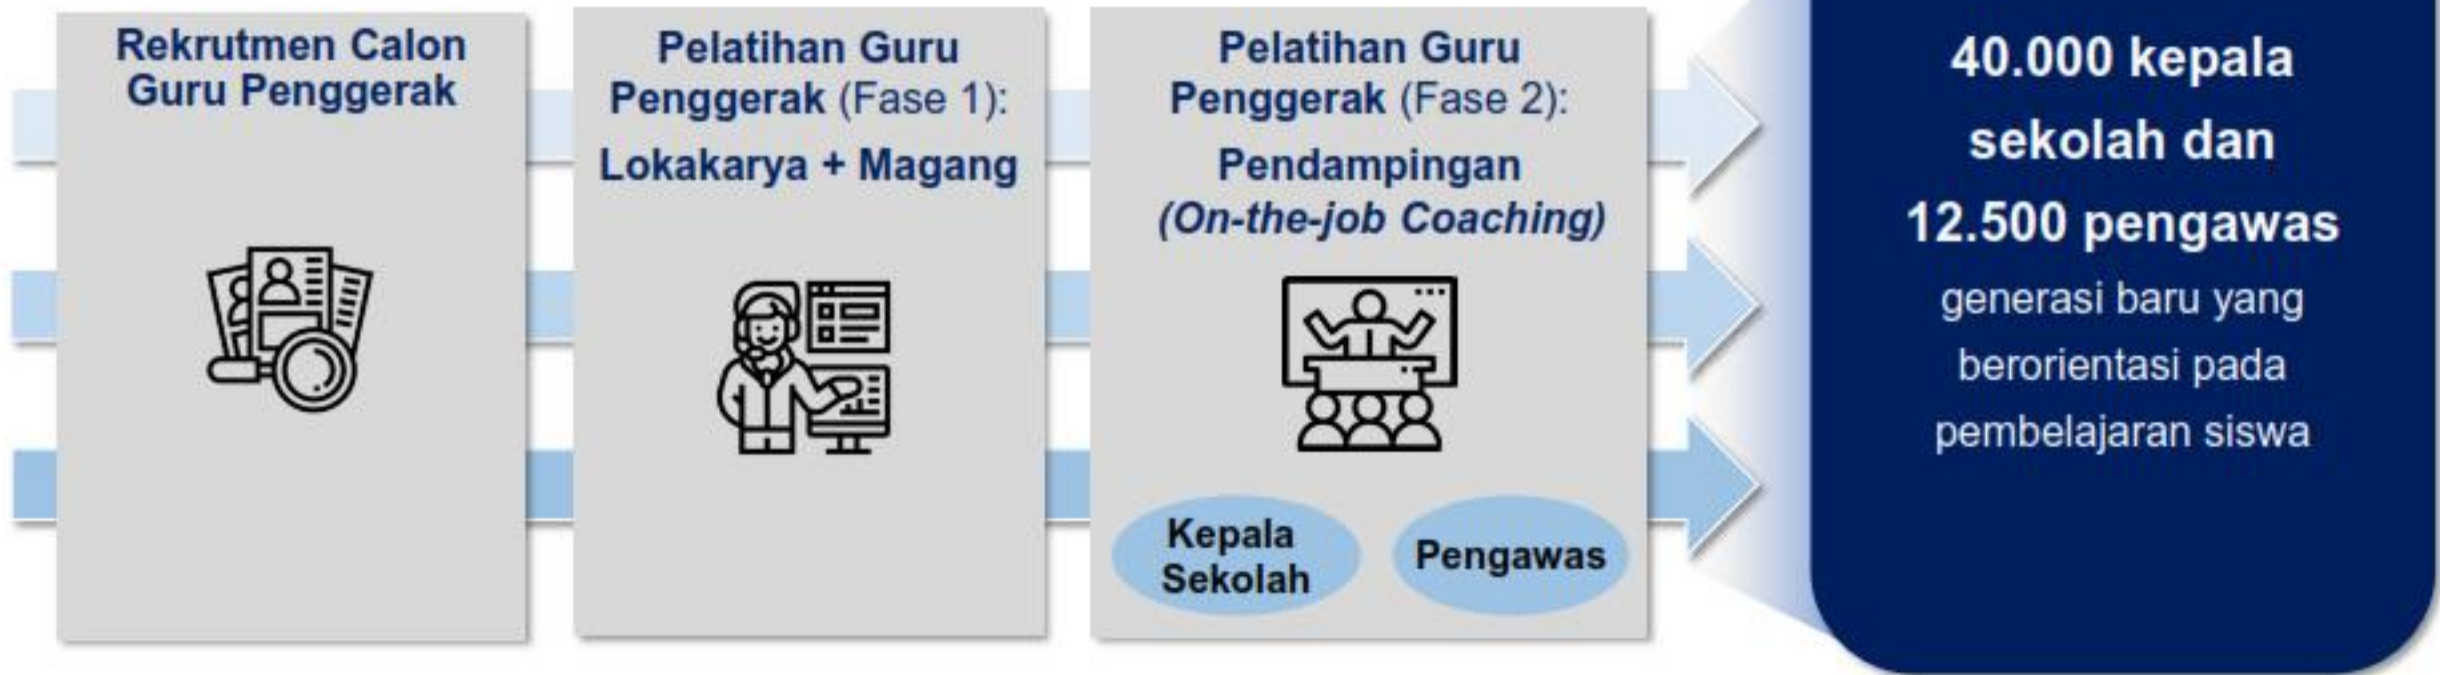 Rekrutmen Calon
Guru Penggerak
Pelatihan Guru
Penggerak (Fase 1):
Lokakarya + Magang
Pelatihan Guru
Penggerak (Fase 2):
Pendampingan
(On-the-job Coaching)
Kepala
Sekolah
Pengawas
40.000 kepala
sekolah dan
12.500 pengawas
generasi baru yang
berorientasi pada
pembelajaran siswa